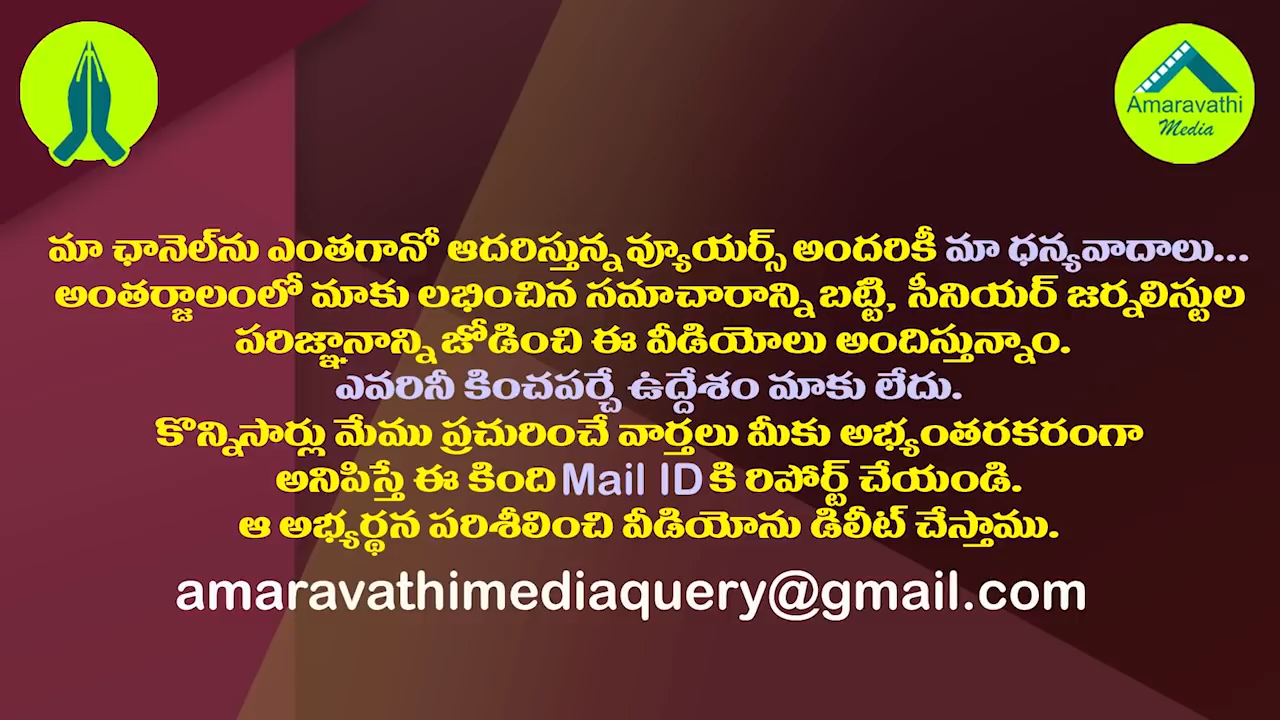 Amaravathi
Media
మా ఛానెల్‌ను ఎంతగానో ఆదరిస్తున్న వ్యూయర్స్ అందరికీ మా ధన్యవాదాలు...
అంతర్జాలంలో మాకు లభించిన సమాచారాన్ని బట్టి, సీనియర్ జర్నలిస్టుల
పరిజ్ఞానాన్ని జోడించి ఈ వీడియోలు అందిస్తున్నాం.
ఎవరినీ కించపర్చే ఉద్దేశం మాకు లేదు.
కొన్నిసార్లు మేము ప్రచురించే వార్తలు మీకు అభ్యంతరకరంగా
అనిపిస్తే ఈ కింది Mail ID కి రిపోర్ట్ చేయండి.
ఆ అభ్యర్థన పరిశీలించి వీడియోను డిలీట్ చేస్తాము.
amaravathimediaquery@gmail.com